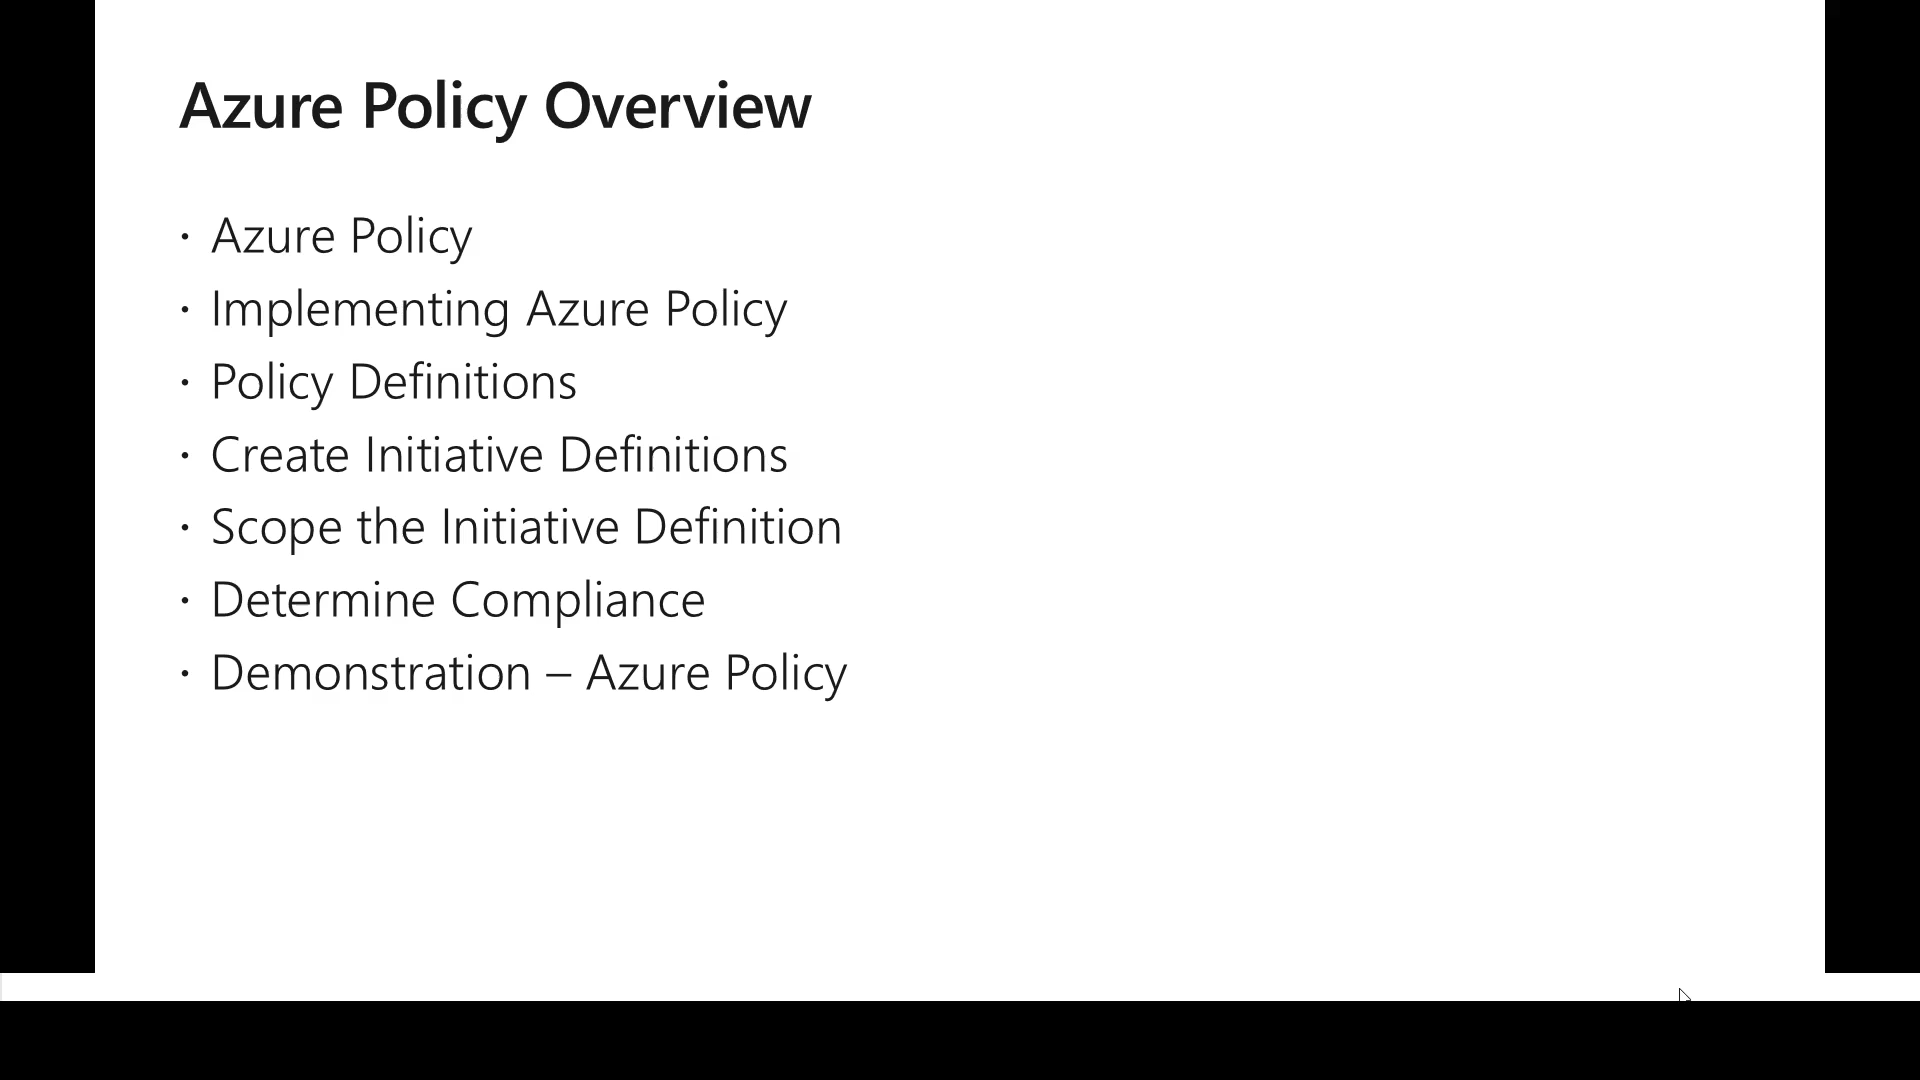 Azure Policy Overview
· Azure Policy
· Implementing Azure Policy
· Policy Definitions
· Create Initiative Definitions
· Scope the Initiative Definition
· Determine Compliance
· Demonstration – Azure Policy